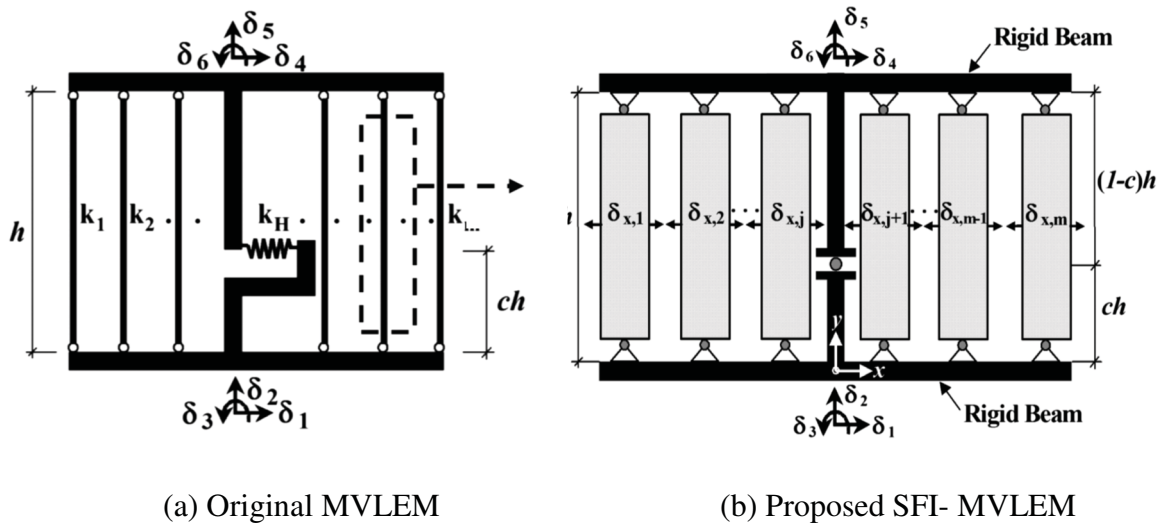 δ5
δ6 δ4
h
k1 k2 . . kH . . . .
ch
δ2
δ3 δ1
(a) Original MVLEM
δ5
δ6 δ4
Rigid Beam
δx,1 δx,2 ... δx,j δx,j+1 ... δx,m-1 δx,m
(1-c)h
ch
y
x
δ2
δ3 δ1
Rigid Beam
(b) Proposed SFI- MVLEM